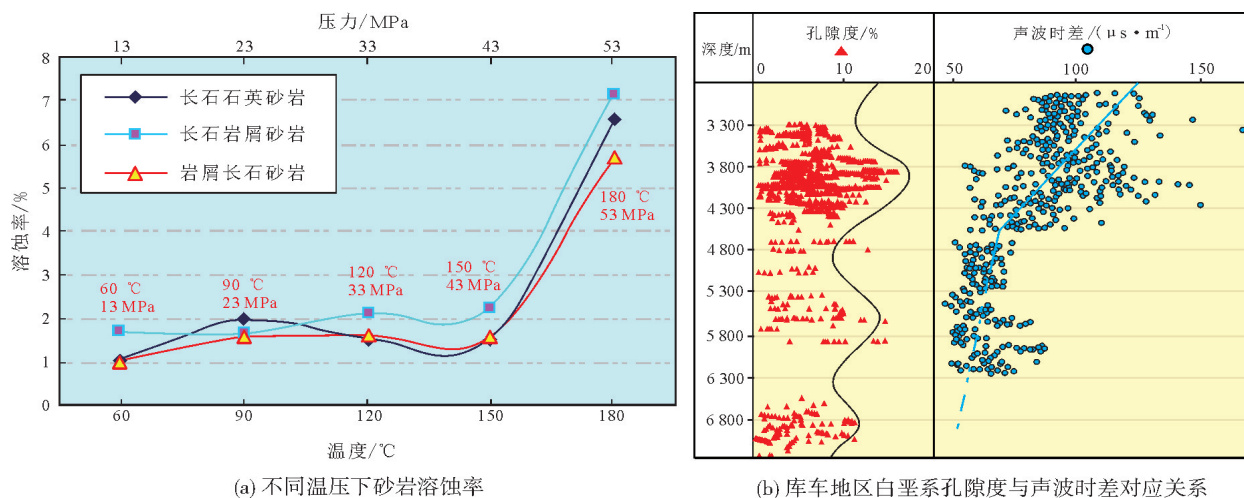 压力/MPa
13 23 33 43 53
8
7
6
5
4
3
2
1
0
溶蚀率/%
长石石英砂岩
长石岩屑砂岩
岩屑长石砂岩
60 ℃
13 MPa
90 ℃
23 MPa
120 ℃
33 MPa
150 ℃
43 MPa
180 ℃
53 MPa
60 90 120 150 180
温度/℃
(a) 不同温压下砂岩溶蚀率
深度/m
孔隙度/%
0 10 20
声波时差/(μs·m⁻¹)
50 100 150
3 300
3 800
4 300
4 800
5 300
5 800
6 300
6 800
(b) 库车地区白垩系孔隙度与声波时差对应关系